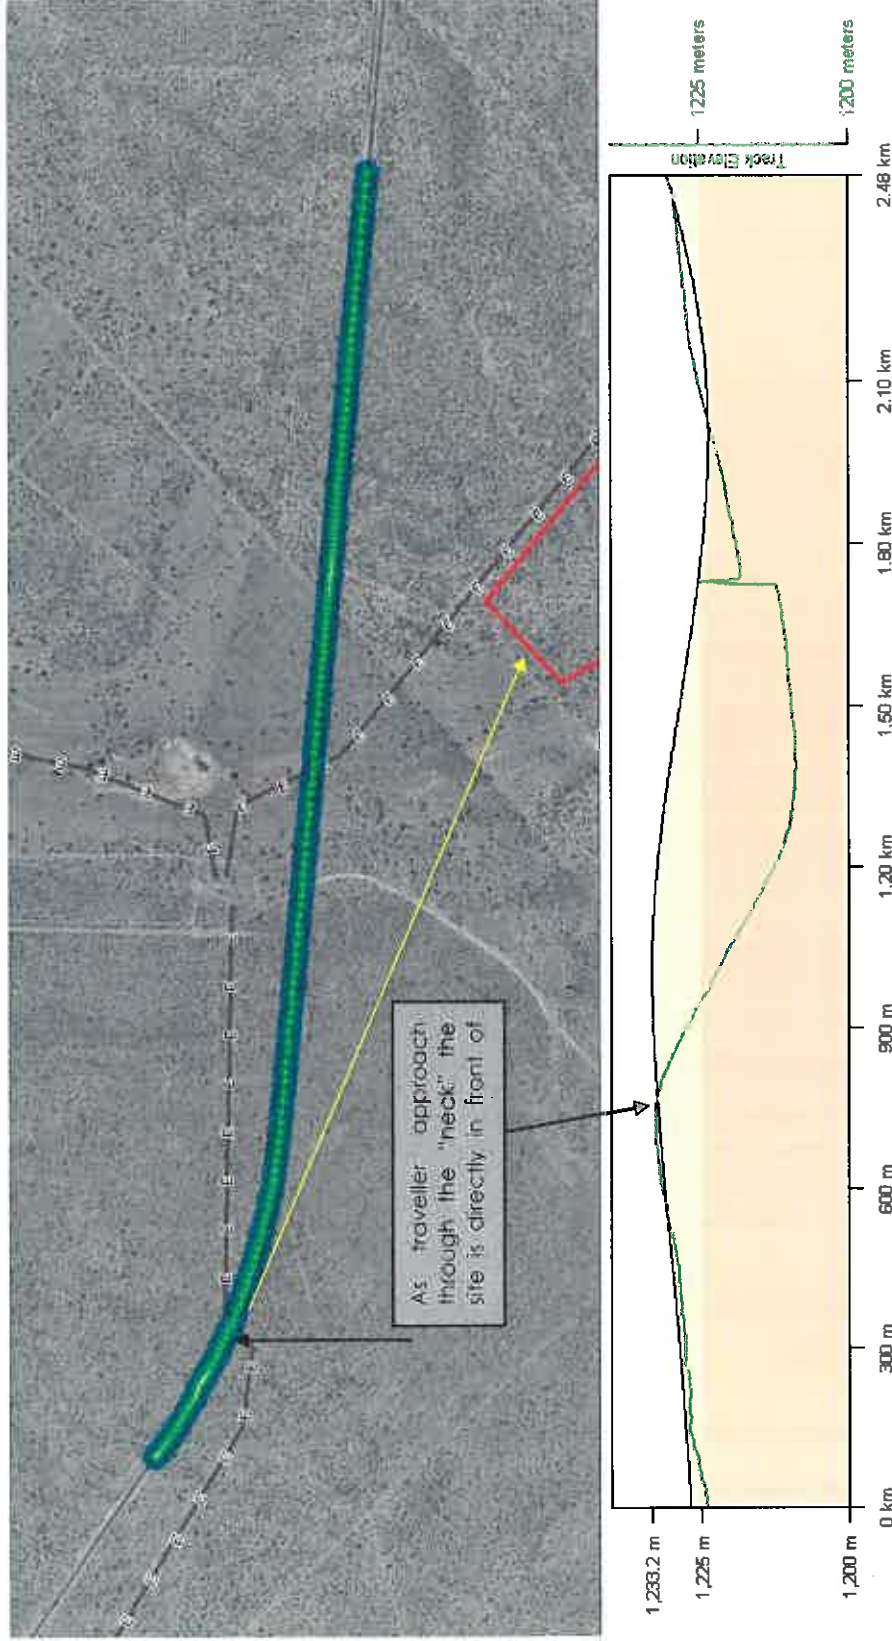 As traveller approach
through the "neck" the
site is directly in front of
Track Elevation
1225 meters
1200 meters
1,233.2 m
1,225 m
1,200 m
0 km
300 m
600 m
900 m
1.20 km
1.50 km
1.80 km
2.10 km
2.48 km